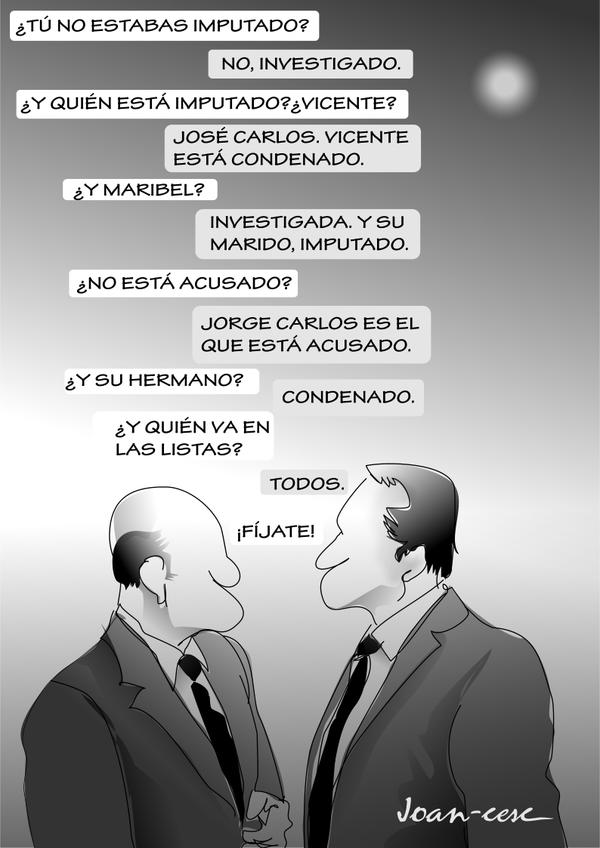 ¿TÚ NO ESTABAS IMPUTADO?
NO, INVESTIGADO.
¿Y QUIÉN ESTÁ IMPUTADO?¿VICENTE?
JOSÉ CARLOS. VICENTE
ESTÁ CONDENADO.
¿Y MARIBEL?
INVESTIGADA. Y SU
MARIDO, IMPUTADO.
¿NO ESTÁ ACUSADO?
JORGE CARLOS ES EL
QUE ESTÁ ACUSADO.
¿Y SU HERMANO?
CONDENADO.
¿Y QUIÉN VA EN
LAS LISTAS?
TODOS.
¡FÍJATE!
Joan-cesc